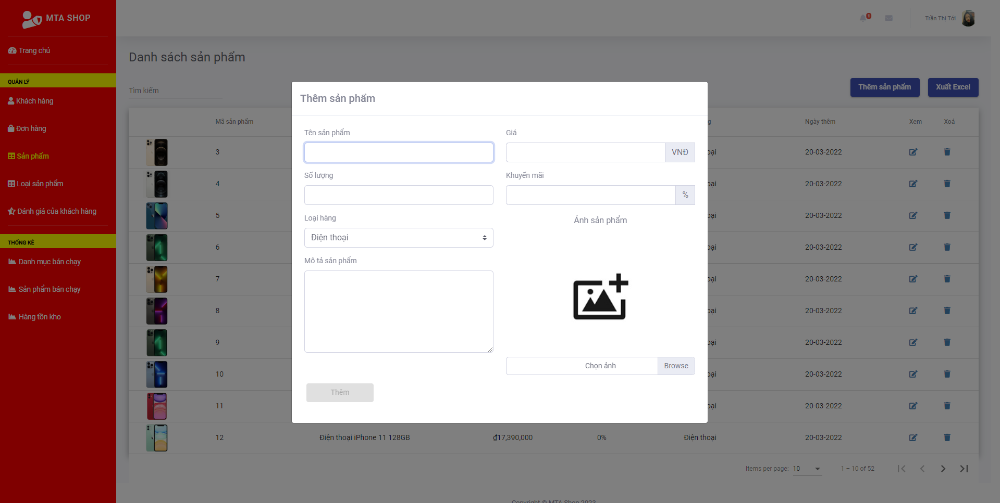 MTA SHOP
1
Trần Thị Tới
Trang chủ
QUẢN LÝ
Khách hàng
Đơn hàng
Sản phẩm
Loại sản phẩm
Đánh giá của khách hàng
THỐNG KÊ
Danh mục bán chạy
Sản phẩm bán chạy
Hàng tồn kho
Danh sách sản phẩm
Tìm kiếm
Thêm sản phẩm
Xuất Excel
Mã sản phẩm
g
Ngày thêm
Xem
Xoá
3
oại
20-03-2022
4
oại
20-03-2022
5
oại
20-03-2022
6
oại
20-03-2022
7
oại
20-03-2022
8
oại
20-03-2022
9
oại
20-03-2022
10
oại
20-03-2022
11
oại
20-03-2022
12
Điện thoại iPhone 11 128GB
₫17,390,000
0%
Điện thoại
20-03-2022
Items per page:
10
1 – 10 of 52
Copyright © MTA Shop 2023
Thêm sản phẩm
Tên sản phẩm
Giá
VNĐ
Số lượng
Khuyến mãi
%
Loại hàng
Điện thoại
Ảnh sản phẩm
Mô tả sản phẩm
Chọn ảnh
Browse
Thêm